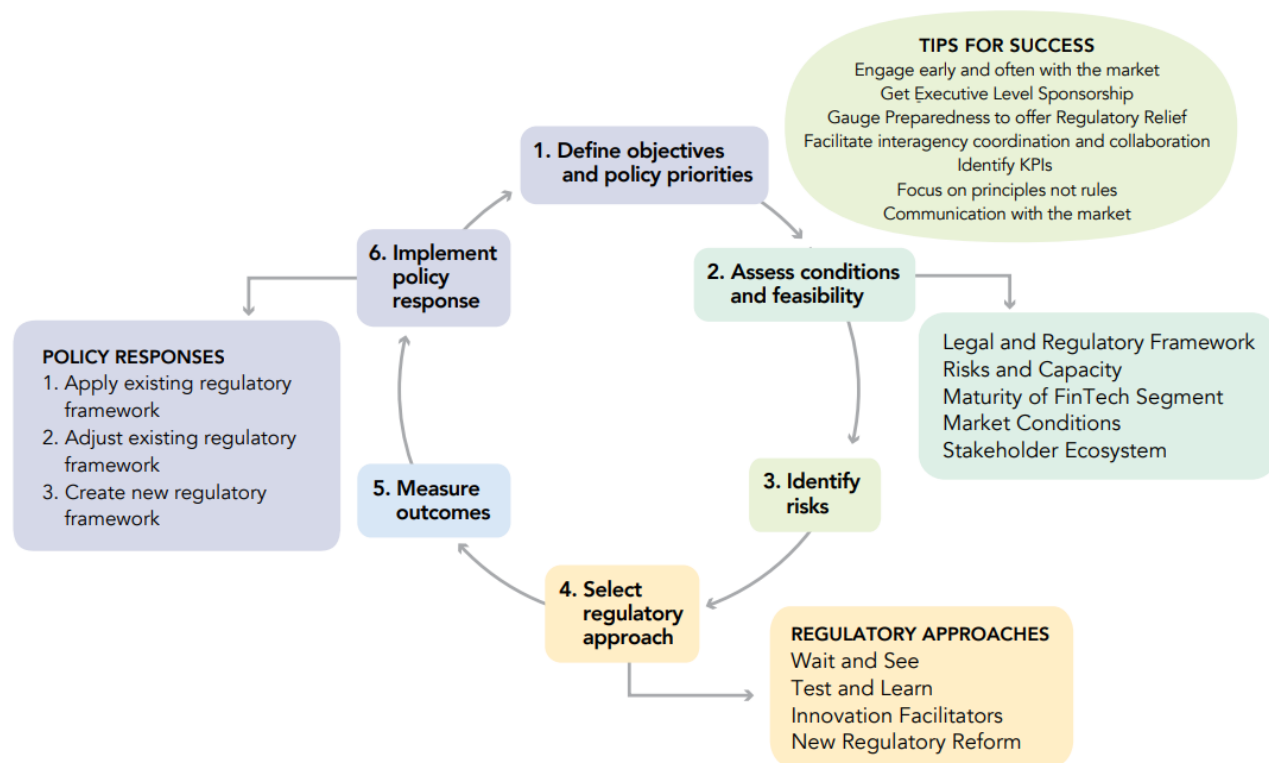 TIPS FOR SUCCESS
Engage early and often with the market
Get Executive Level Sponsorship
Gauge Preparedness to offer Regulatory Relief
Facilitate interagency coordination and collaboration
Identify KPIs
Focus on principles not rules
Communication with the market
1. Define objectives
and policy priorities
2. Assess conditions
and feasibility
Legal and Regulatory Framework
Risks and Capacity
Maturity of FinTech Segment
Market Conditions
Stakeholder Ecosystem
3. Identify
risks
4. Select
regulatory
approach
REGULATORY APPROACHES
Wait and See
Test and Learn
Innovation Facilitators
New Regulatory Reform
5. Measure
outcomes
6. Implement
policy
response
POLICY RESPONSES
1. Apply existing regulatory
framework
2. Adjust existing regulatory
framework
3. Create new regulatory
framework